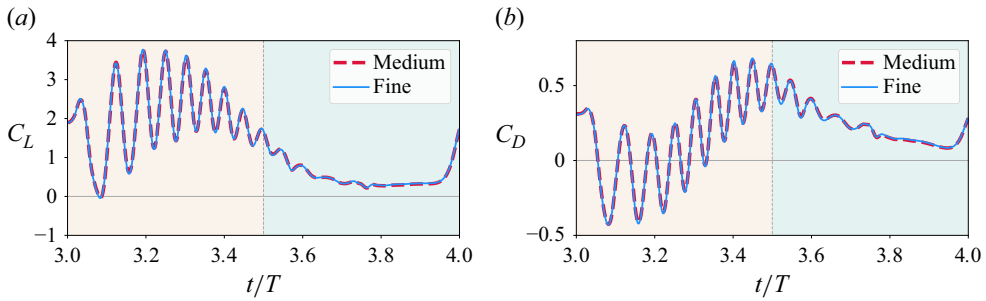 (a)
4
3
2
1
0
−1
C_L
3.0 3.2 3.4 3.6 3.8 4.0
t/T
Medium
Fine
(b)
0.5
0
−0.5
C_D
3.0 3.2 3.4 3.6 3.8 4.0
t/T
Medium
Fine